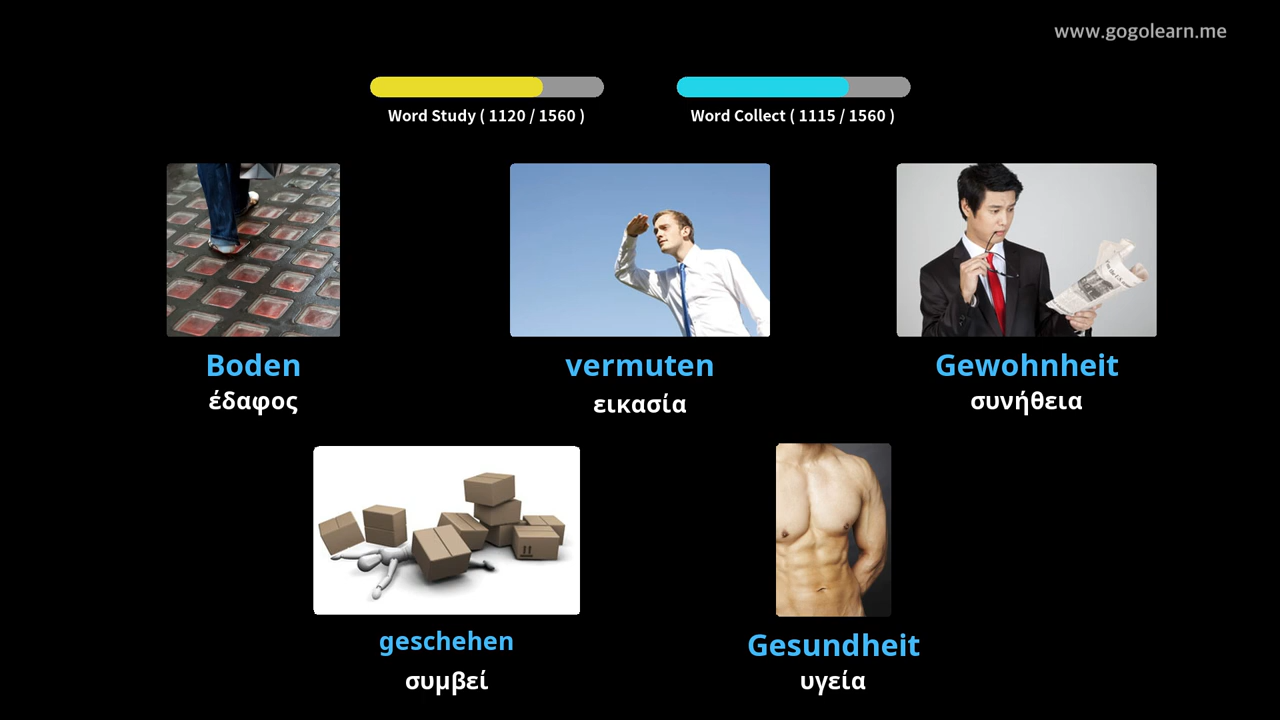 www.gogolearn.me
Word Study ( 1120 / 1560 )
Word Collect ( 1115 / 1560 )
Boden
έδαφος
vermuten
εικασία
Gewohnheit
συνήθεια
geschehen
συμβεί
Gesundheit
υγεία